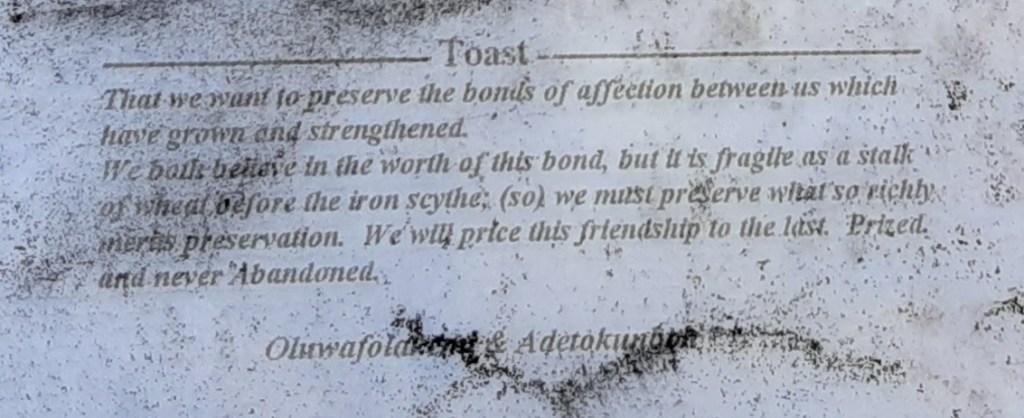 Toast
That we want to preserve the bonds of affection between us which
have grown and strengthened.
We both believe in the worth of this bond, but it is fragile as a stalk
of wheat before the iron scythe; (so) we must preserve what so richly
merits preservation. We will price this friendship to the last. Prized.
and never Abandoned.
&